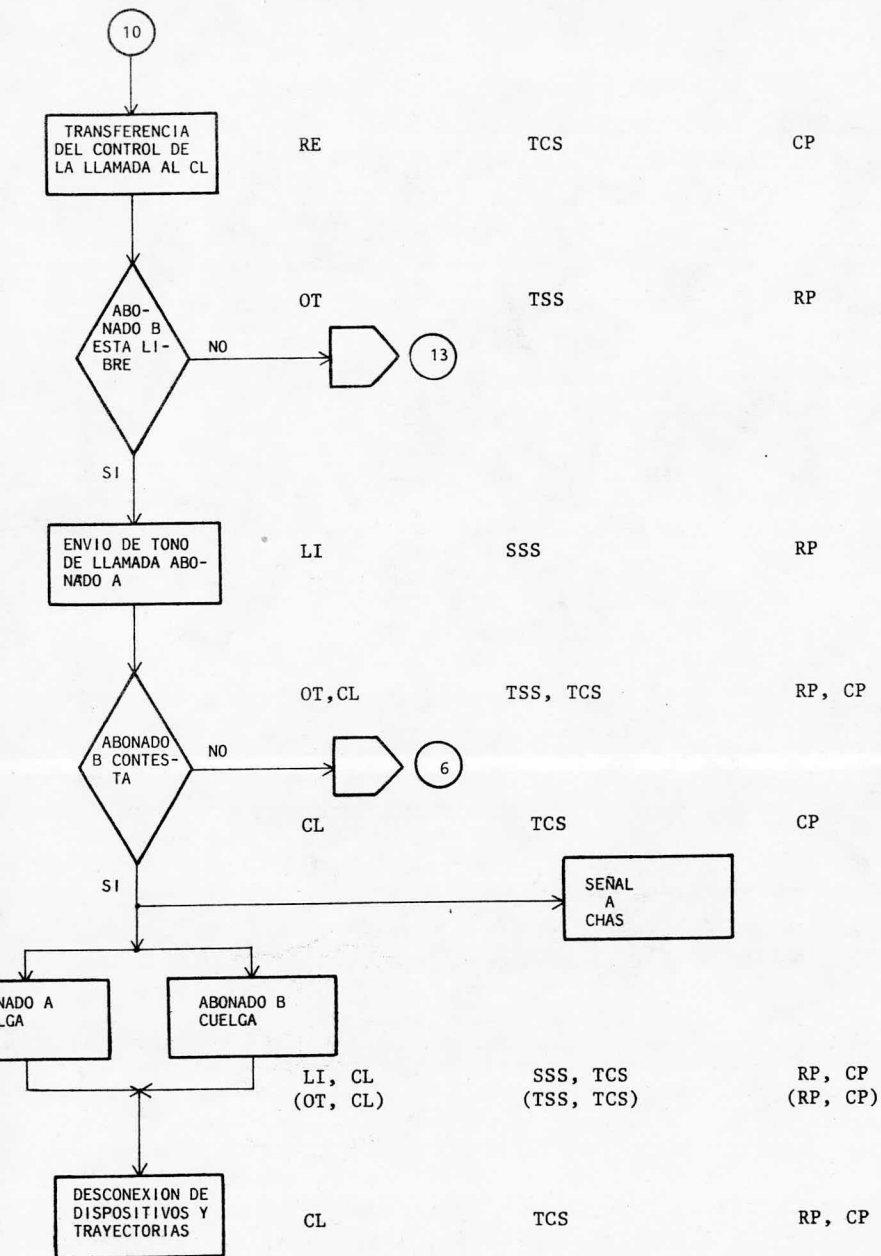 10
TRANSFERENCIA
DEL CONTROL DE
LA LLAMADA AL CL
RE TCS CP
ABO-
NADO B
ESTA LI-
BRE
OT TSS RP
NO
13
SI
ENVIO DE TONO
DE LLAMADA ABO-
NADO A
LI SSS RP
OT,CL TSS, TCS RP, CP
ABONADO
B CONTES-
TA
NO
6
CL TCS CP
SI
SEÑAL
A
CHAS
NADO A
LGA
ABONADO B
CUELGA
LI, CL SSS, TCS RP, CP
(OT, CL) (TSS, TCS) (RP, CP)
DESCONEXION DE
DISPOSITIVOS Y
TRAYECTORIAS
CL TCS RP, CP